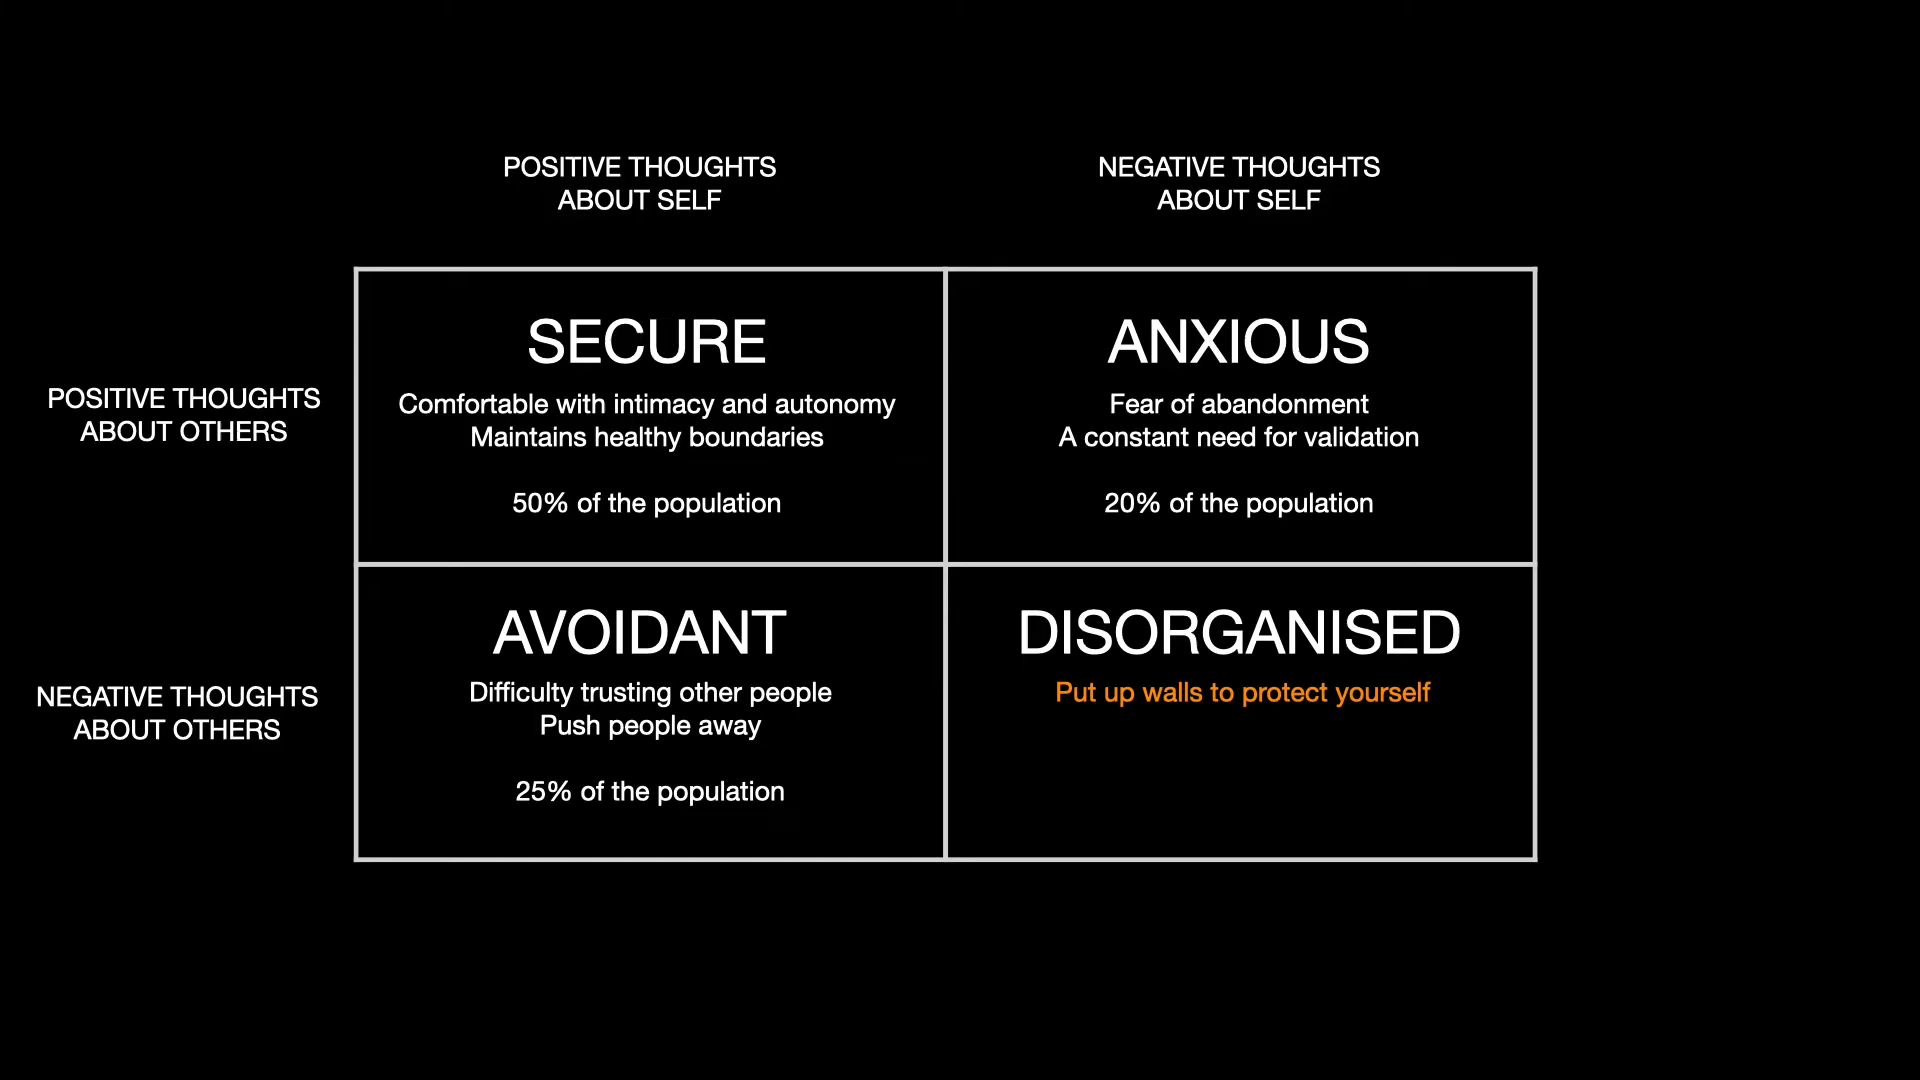 POSITIVE THOUGHTS
ABOUT SELF
NEGATIVE THOUGHTS
ABOUT SELF
POSITIVE THOUGHTS
ABOUT OTHERS
SECURE
Comfortable with intimacy and autonomy
Maintains healthy boundaries
50% of the population
ANXIOUS
Fear of abandonment
A constant need for validation
20% of the population
NEGATIVE THOUGHTS
ABOUT OTHERS
AVOIDANT
Difficulty trusting other people
Push people away
25% of the population
DISORGANISED
Put up walls to protect yourself